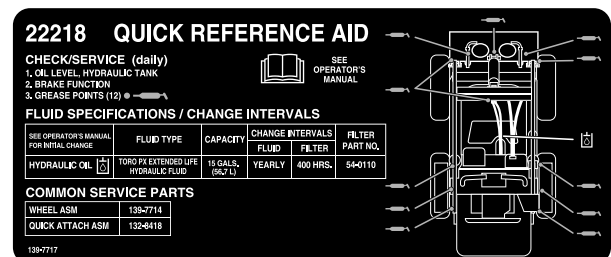 22218 QUICK REFERENCE AID
CHECK/SERVICE (daily)
1. OIL LEVEL, HYDRAULIC TANK
2. BRAKE FUNCTION
3. GREASE POINTS (12)
SEE
OPERATOR'S
MANUAL
FLUID SPECIFICATIONS / CHANGE INTERVALS
SEE OPERATOR'S MANUAL
FOR INITIAL CHANGE
FLUID TYPE
CAPACITY
CHANGE INTERVALS
FLUID
FILTER
FILTER
PART NO.
HYDRAULIC OIL
TORO PX EXTENDED LIFE
HYDRAULIC FLUID
15 GALS.
(56.7 L)
YEARLY
400 HRS.
54-0110
COMMON SERVICE PARTS
WHEEL ASM 139-7714
QUICK ATTACH ASM 132-8418
139-7717